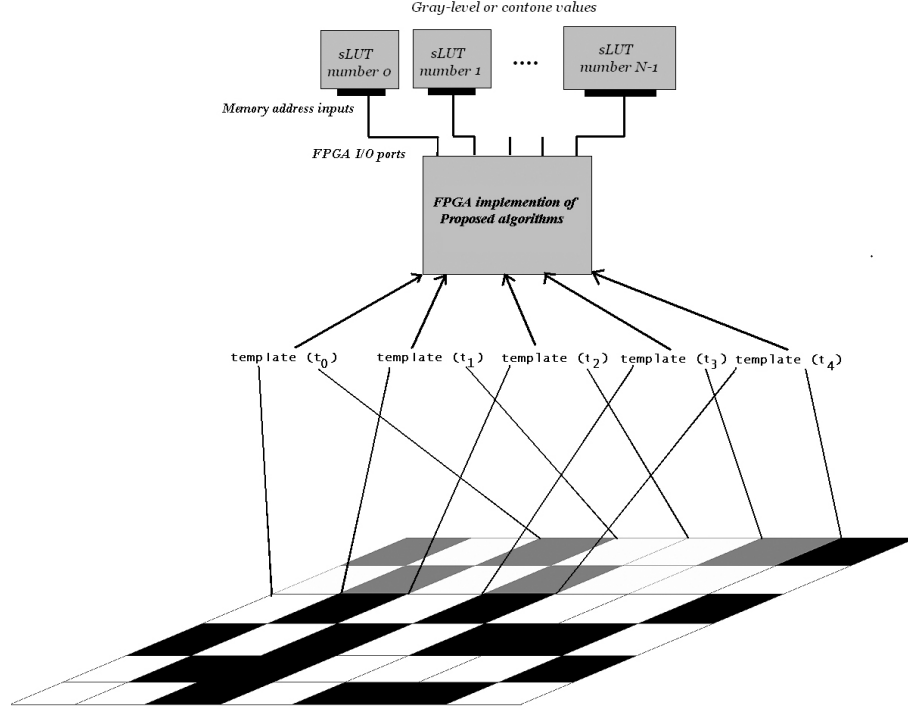 Gray-level or contone values
sLUT
number 0
sLUT
number 1
....
sLUT
number N-1
Memory address inputs
FPGA I/O ports
FPGA implemention of
Proposed algorithms
template (t0)
template (t1)
template (t2)
template (t3)
template (t4)